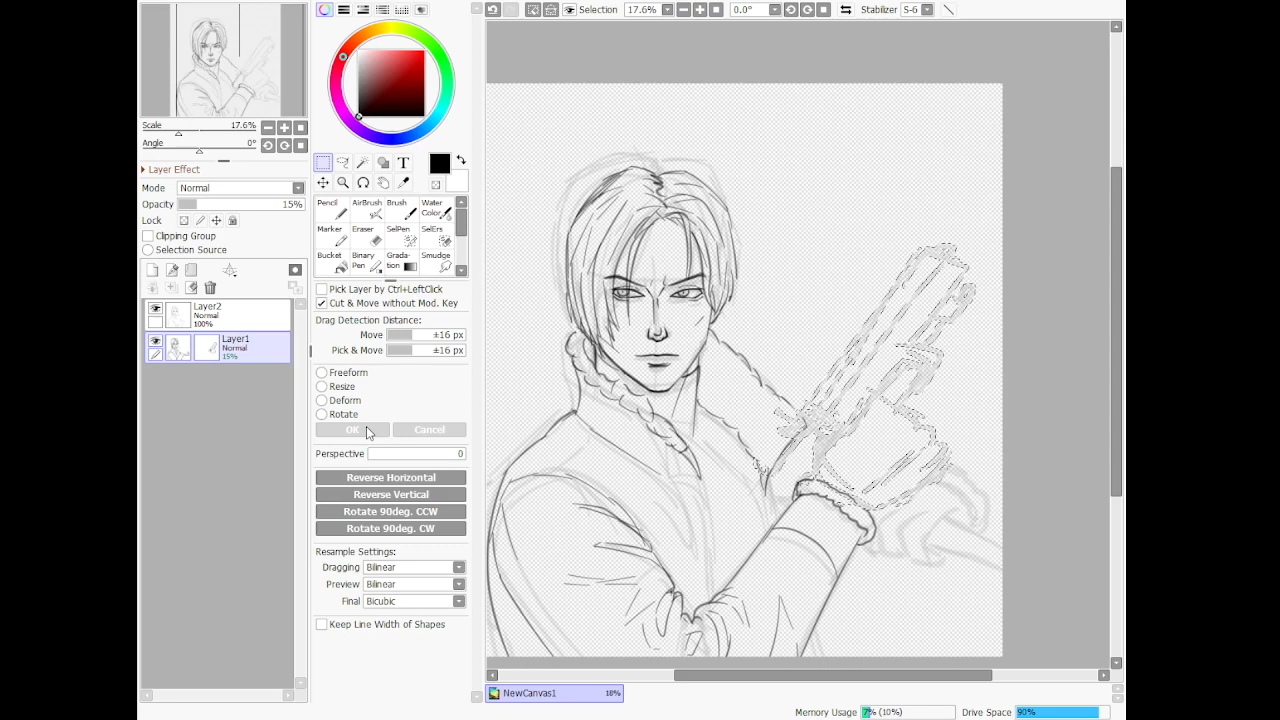 Selection 17.6% 0.0° Stabilizer S-6
Scale 17.6%
Angle 0°
Layer Effect
Mode Normal
Opacity 15%
Lock
Clipping Group
Selection Source
Layer2
Normal
100%
Layer1
Normal
15%
T
Pencil AirBrush Brush Water Color
Marker Eraser SelPen SelErs
Bucket Binary Pen Grada-tion Smudge
Pick Layer by Ctrl+LeftClick
Cut & Move without Mod. Key
Drag Detection Distance:
Move ±16 px
Pick & Move ±16 px
Freeform
Resize
Deform
Rotate
OK Cancel
Perspective 0
Reverse Horizontal
Reverse Vertical
Rotate 90deg. CCW
Rotate 90deg. CW
Resample Settings:
Dragging Bilinear
Preview Bilinear
Final Bicubic
Keep Line Width of Shapes
NewCanvas1 18%
Memory Usage 7% (10%) Drive Space 90%